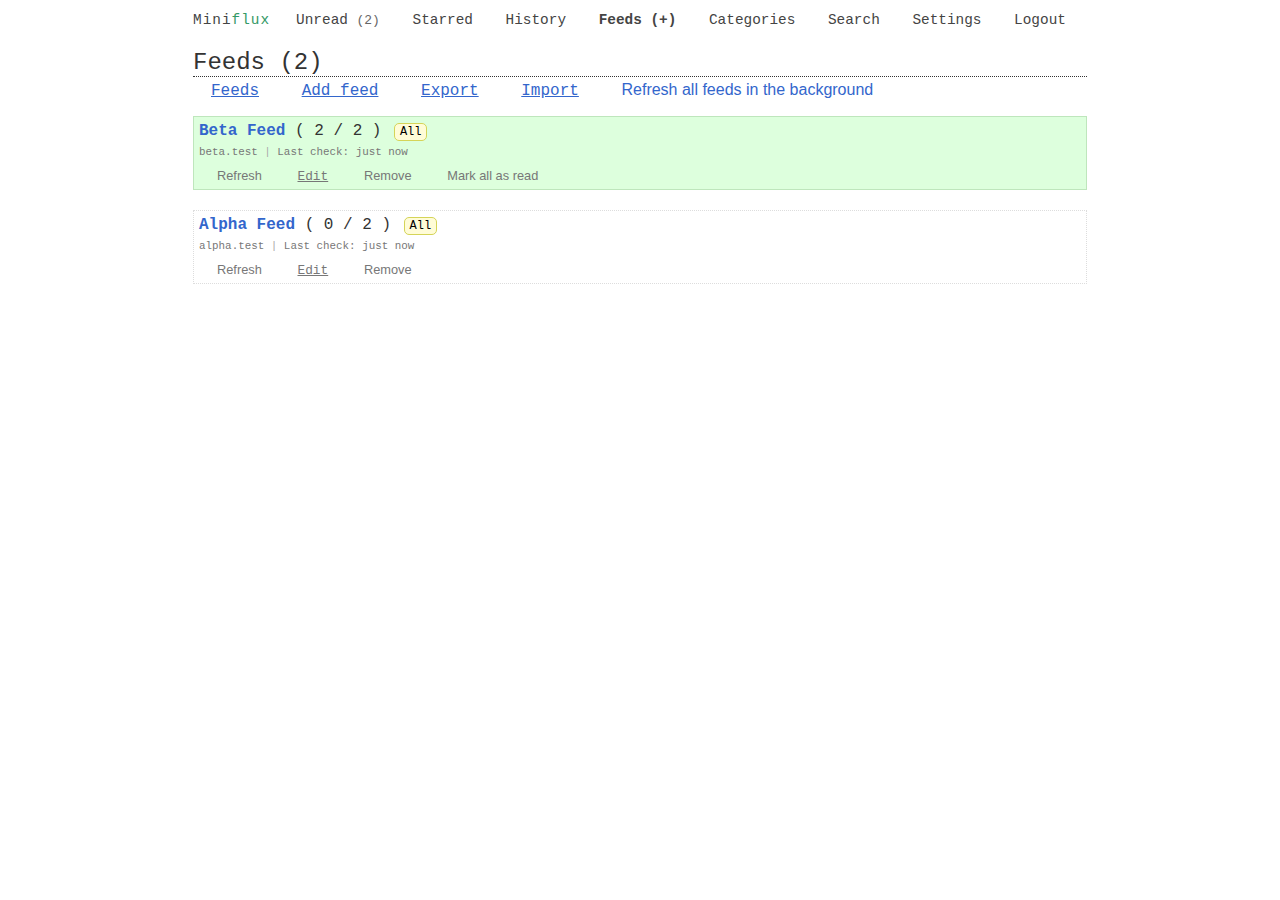 Miniflux Unread (2) Starred History Feeds (+) Categories Search Settings Logout
Feeds (2)
Feeds Add feed Export Import Refresh all feeds in the background
Beta Feed ( 2 / 2 ) All
beta.test | Last check: just now
Refresh Edit Remove Mark all as read
Alpha Feed ( 0 / 2 ) All
alpha.test | Last check: just now
Refresh Edit Remove